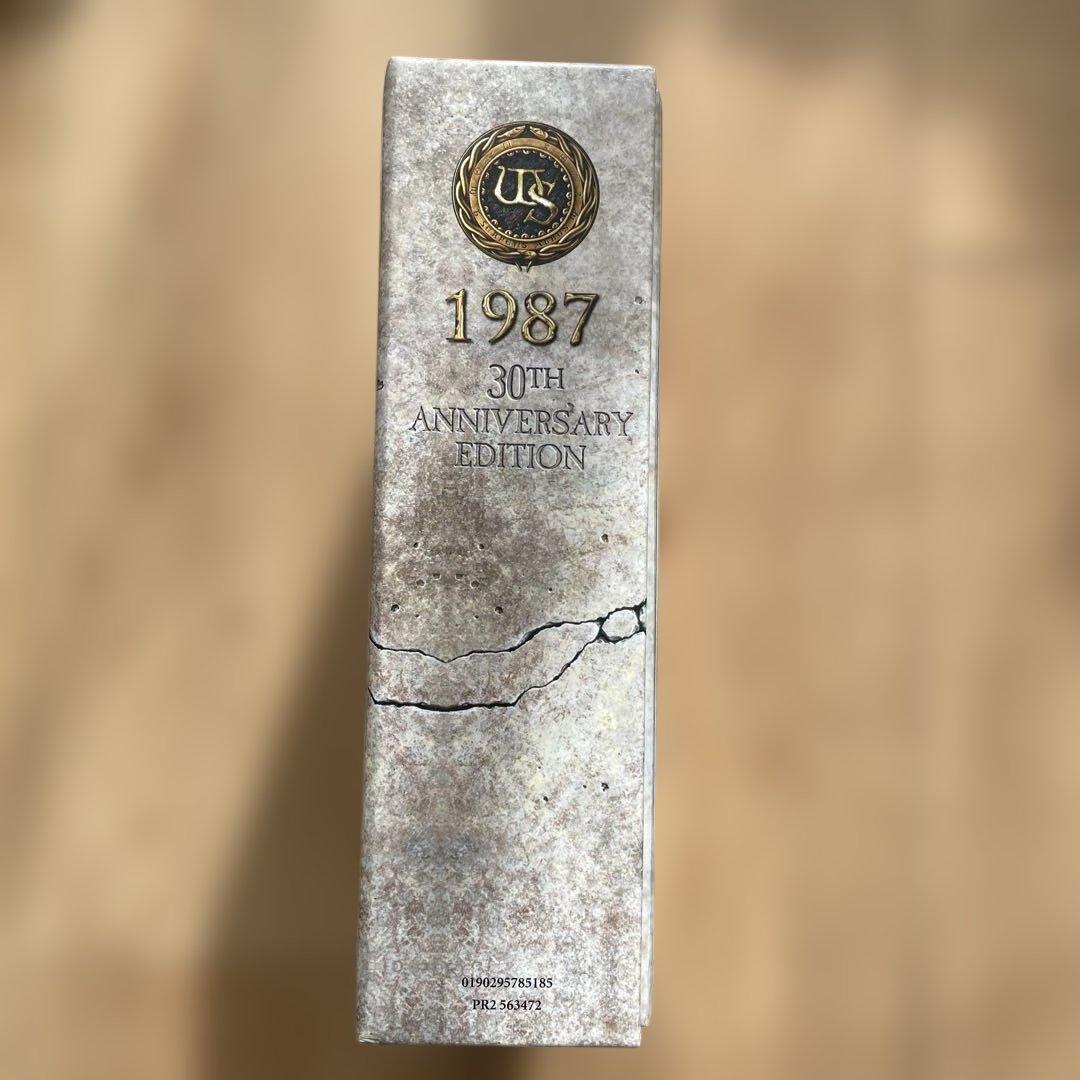 WS
1987
30TH
ANNIVERSARY
EDITION
0190295785185
PR2 563472